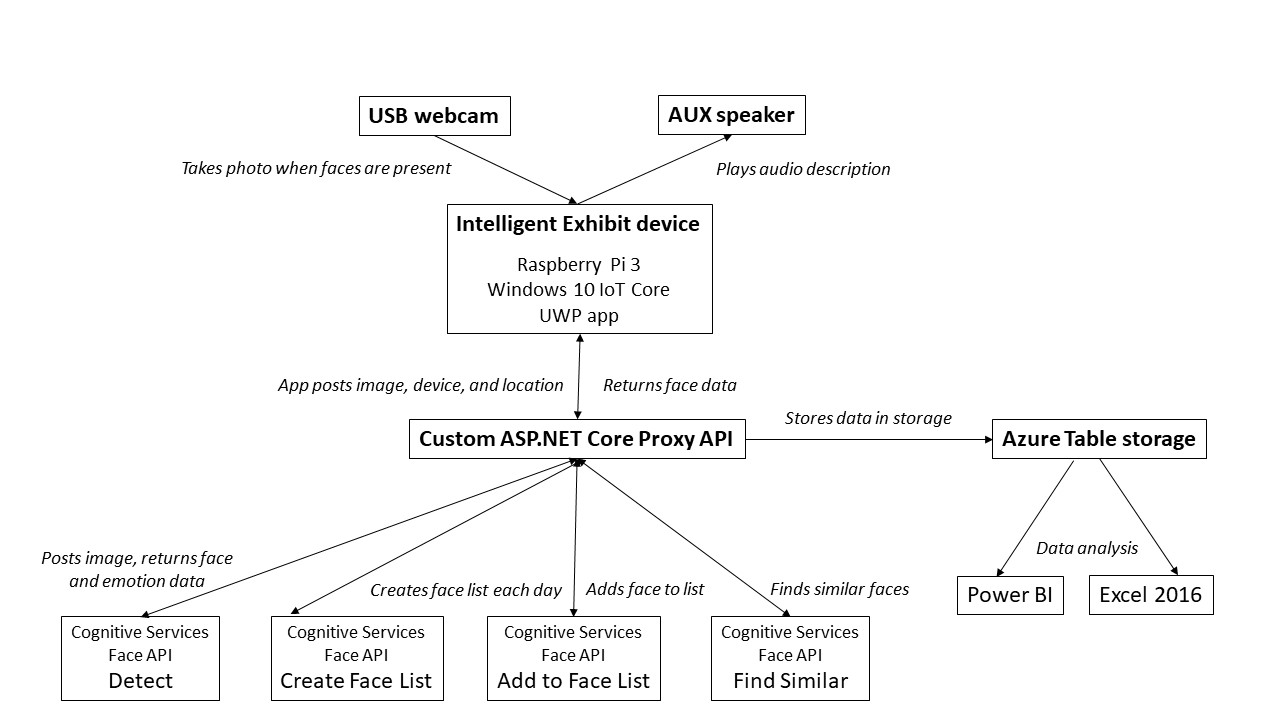 USB webcam
AUX speaker
Takes photo when faces are present
Plays audio description
Intelligent Exhibit device
Raspberry Pi 3
Windows 10 IoT Core
UWP app
App posts image, device, and location
Returns face data
Stores data in storage
Custom ASP.NET Core Proxy API
Azure Table storage
Posts image, returns face
and emotion data
Creates face list each day
Adds face to list
Finds similar faces
Data analysis
Power BI
Excel 2016
Cognitive Services
Face API
Detect
Cognitive Services
Face API
Create Face List
Cognitive Services
Face API
Add to Face List
Cognitive Services
Face API
Find Similar